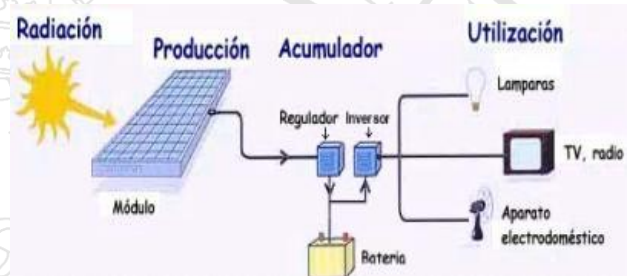 Radiación
Producción
Acumulador
Utilización
Regulador
Inversor
Lamparas
TV, radio
Módulo
Bateria
Aparato
electrodoméstico